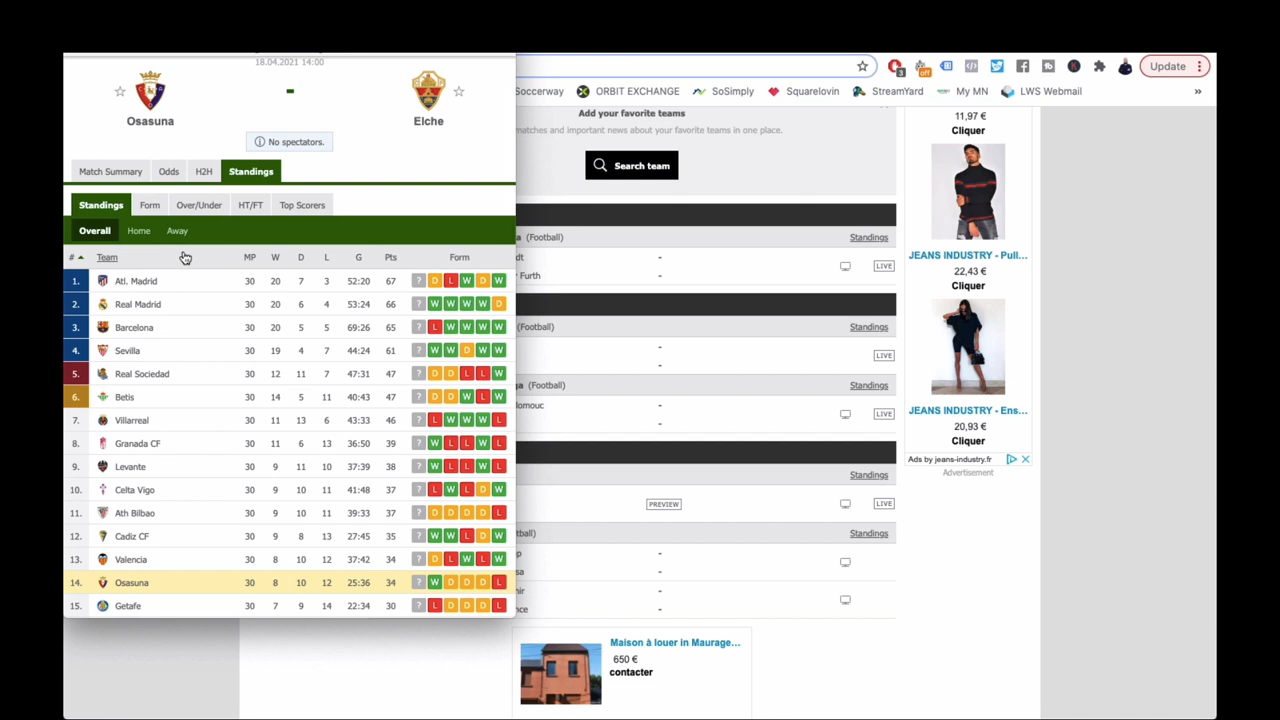 18.04.2021 14:00
Osasuna
-
Elche
No spectators.
Match Summary Odds H2H Standings
Standings Form Over/Under HT/FT Top Scorers
Overall Home Away
# Team MP W D L G Pts Form
1. Atl. Madrid 30 20 7 3 52:20 67 ? D L W D W
2. Real Madrid 30 20 6 4 53:24 66 ? W W W W D
3. Barcelona 30 20 5 5 69:26 65 ? L W W W W
4. Sevilla 30 19 4 7 44:24 61 ? W W D W W
5. Real Sociedad 30 12 11 7 47:31 47 ? D D L L W
6. Betis 30 14 5 11 40:43 47 ? D D W L W
7. Villarreal 30 11 13 6 43:33 46 ? L W W W L
8. Granada CF 30 11 6 13 36:50 39 ? W L L W L
9. Levante 30 9 11 10 37:39 38 ? W L L W L
10. Celta Vigo 30 9 10 11 41:48 37 ? L W L D W
11. Ath Bilbao 30 9 10 11 39:33 37 ? D D D D L
12. Cadiz CF 30 9 8 13 27:45 35 ? W W L D W
13. Valencia 30 8 10 12 37:42 34 ? D L W L W
14. Osasuna 30 8 10 12 25:36 34 ? W D D D L
15. Getafe 30 7 9 14 22:34 30 ? L D D D L
3 off Update
Soccerway ORBIT EXCHANGE SoSimply Squarelovin StreamYard My MN LWS Webmail »
Add your favorite teams
matches and important news about your favorite teams in one place.
Search team
a (Football) Standings
dt -
LIVE
r Furth -
(Football) Standings
-
LIVE
-
ga (Football) Standings
lomouc -
LIVE
-
Standings
PREVIEW LIVE
tball) Standings
p -
sa -
nir -
nce -
Maison à louer in Maurage...
650 €
contacter
11,97 €
Cliquer
JEANS INDUSTRY - Pull...
22,43 €
Cliquer
JEANS INDUSTRY - Ens...
20,93 €
Cliquer
Ads by jeans-industry.fr
Advertisement